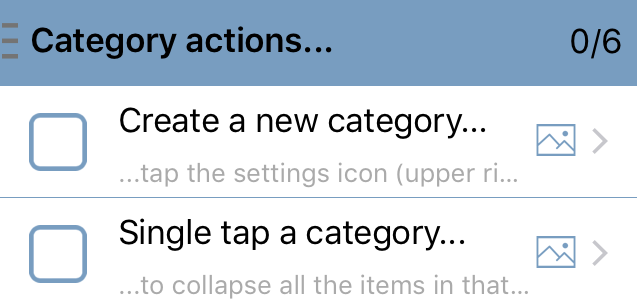 Category actions... 0/6
Create a new category...
...tap the settings icon (upper ri...
Single tap a category...
...to collapse all the items in that...